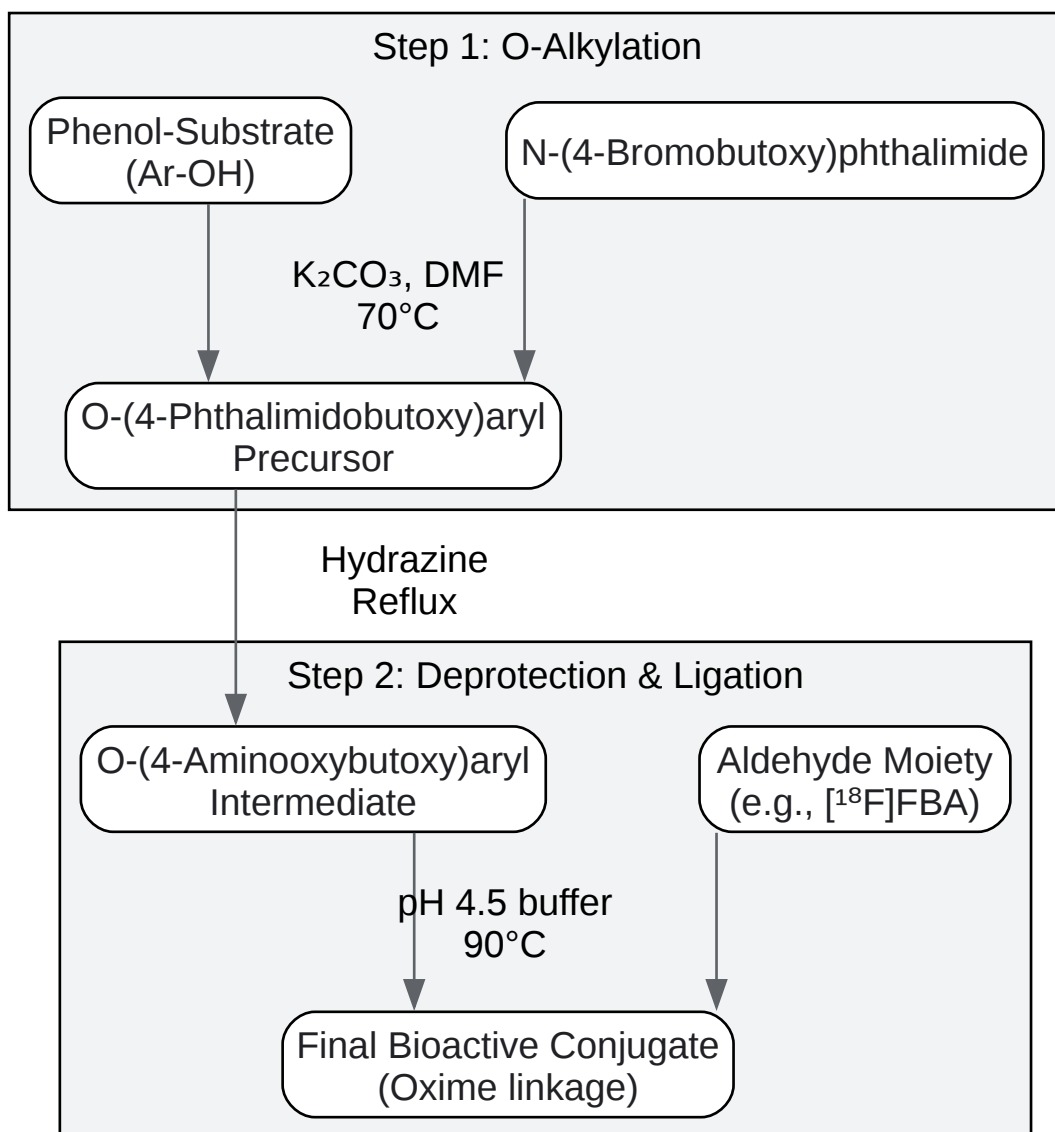 Step 1: O-Alkylation
Phenol-Substrate
(Ar-OH)
N-(4-Bromobutoxy)phthalimide
K₂CO₃, DMF
70°C
O-(4-Phthalimidobutoxy)aryl
Precursor
Hydrazine
Reflux
Step 2: Deprotection & Ligation
O-(4-Aminooxybutoxy)aryl
Intermediate
Aldehyde Moiety
(e.g., [¹⁸F]FBA)
pH 4.5 buffer
90°C
Final Bioactive Conjugate
(Oxime linkage)